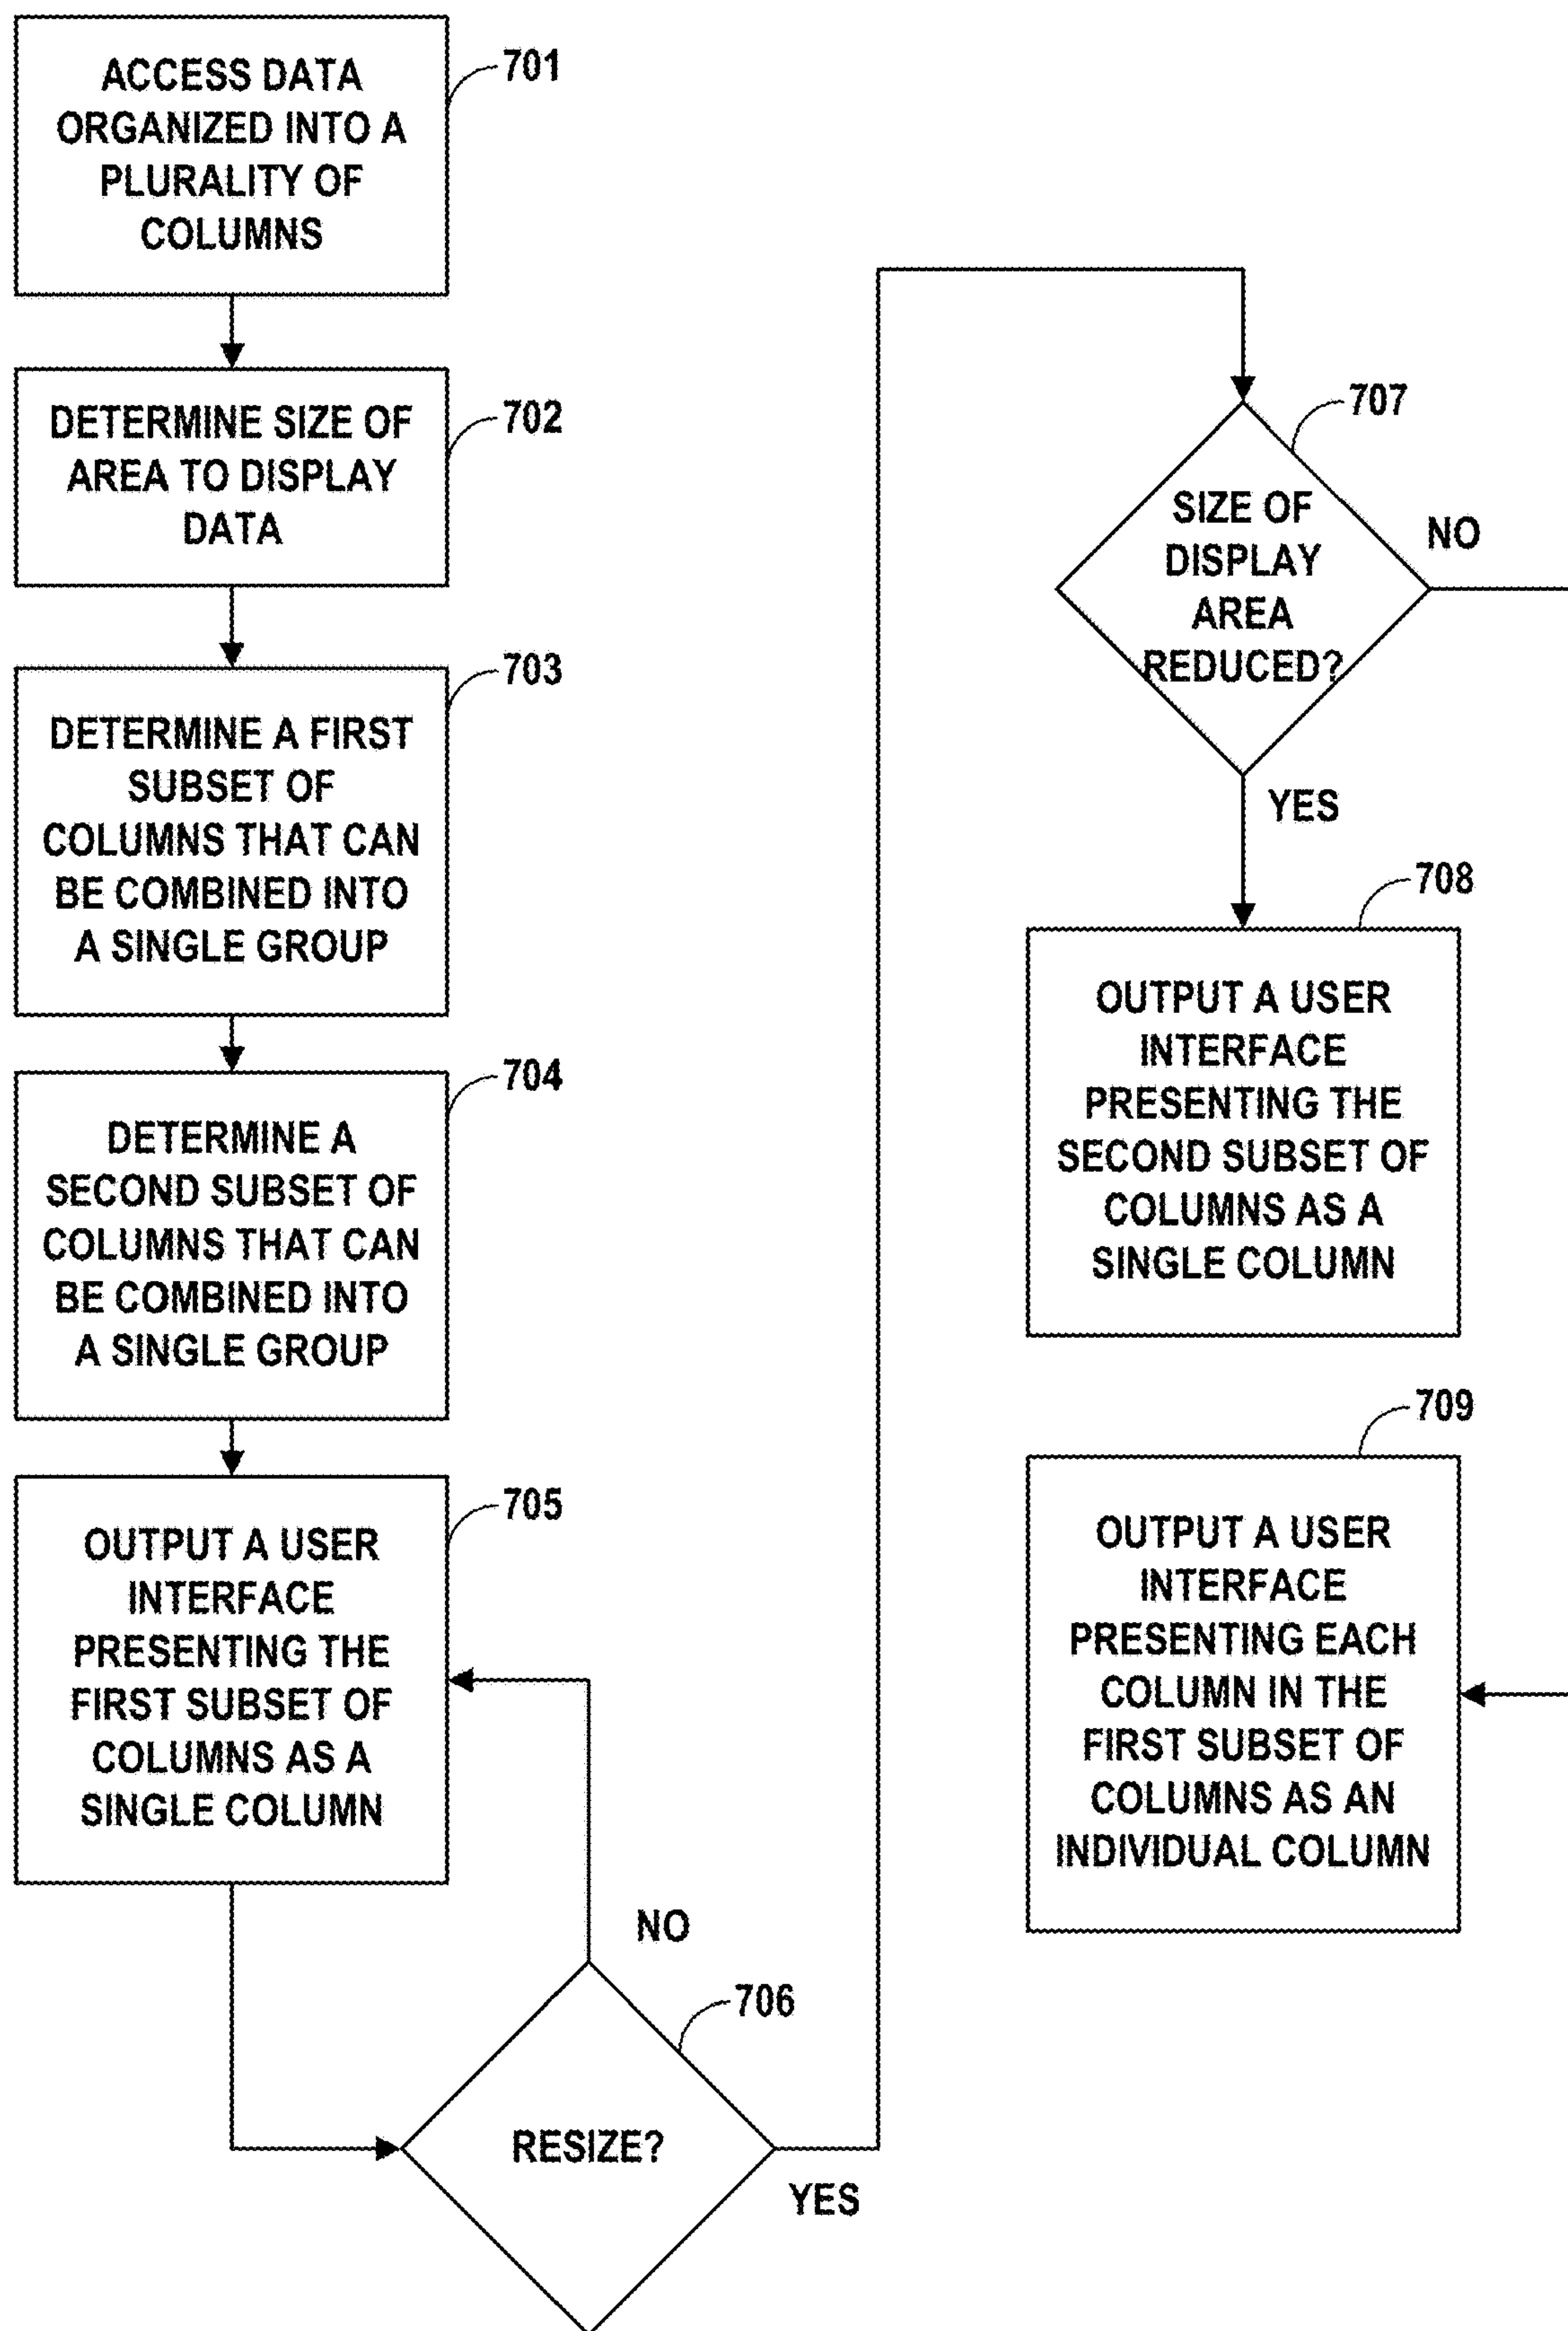 ACCESS DATA
ORGANIZED INTO A
PLURALITY OF
COLUMNS
701
DETERMINE SIZE OF
AREA TO DISPLAY
DATA
702
DETERMINE A FIRST
SUBSET OF
COLUMNS THAT CAN
BE COMBINED INTO
A SINGLE GROUP
703
DETERMINE A
SECOND SUBSET OF
COLUMNS THAT CAN
BE COMBINED INTO
A SINGLE GROUP
704
OUTPUT A USER
INTERFACE
PRESENTING THE
FIRST SUBSET OF
COLUMNS AS A
SINGLE COLUMN
705
NO
706
RESIZE?
YES
707
SIZE OF
DISPLAY
AREA
REDUCED?
NO
YES
708
OUTPUT A USER
INTERFACE
PRESENTING THE
SECOND SUBSET OF
COLUMNS AS A
SINGLE COLUMN
709
OUTPUT A USER
INTERFACE
PRESENTING EACH
COLUMN IN THE
FIRST SUBSET OF
COLUMNS AS AN
INDIVIDUAL COLUMN